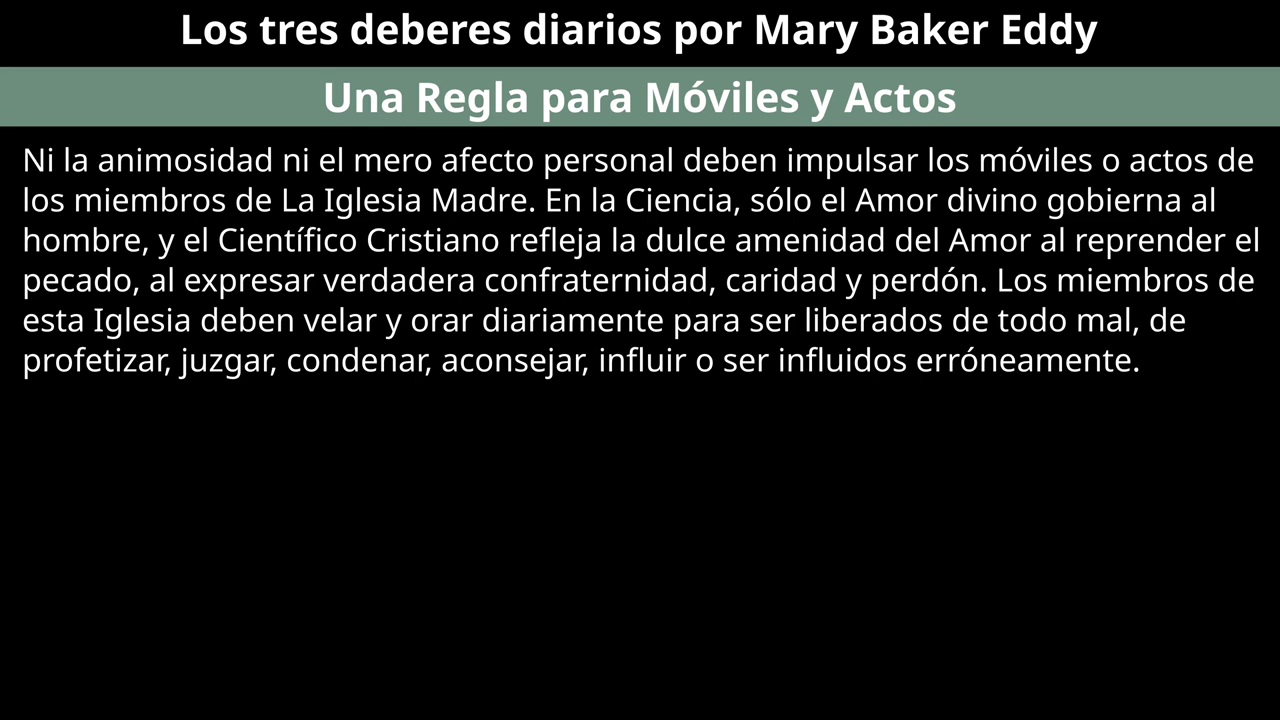 Los tres deberes diarios por Mary Baker Eddy
Una Regla para Móviles y Actos
Ni la animosidad ni el mero afecto personal deben impulsar los móviles o actos de
los miembros de La Iglesia Madre. En la Ciencia, sólo el Amor divino gobierna al
hombre, y el Científico Cristiano refleja la dulce amenidad del Amor al reprender el
pecado, al expresar verdadera confraternidad, caridad y perdón. Los miembros de
esta Iglesia deben velar y orar diariamente para ser liberados de todo mal, de
profetizar, juzgar, condenar, aconsejar, influir o ser influidos erróneamente.